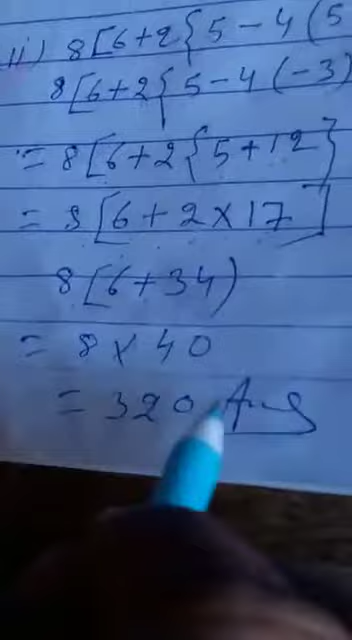 ii) 8[6+2{5-4(5
8[6+2{5-4(-3)
= 8[6+2{5+12}
= 8[6+2×17]
8[6+34)
= 8×40
= 320 Ans